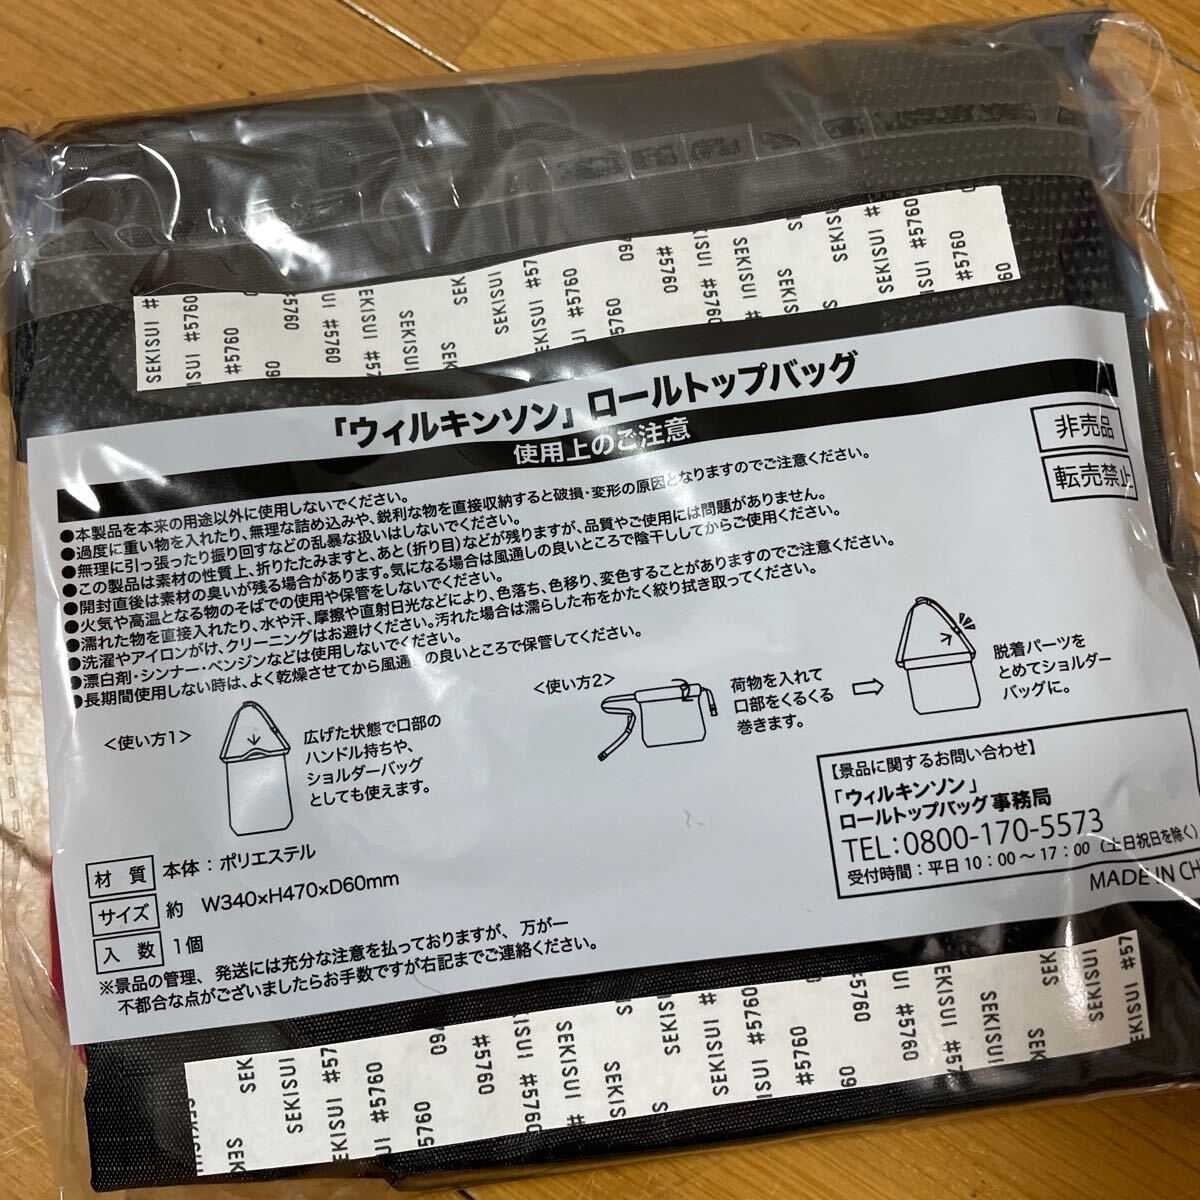 SEKISUI #5760
「ウィルキンソン」ロールトップバッグ
使用上のご注意
非売品
転売禁止
●本製品を本来の用途以外に使用しないでください。
●過度に重い物を入れたり、無理な詰め込みや、鋭利な物を直接収納すると破損・変形の原因となりますのでご注意ください。
●無理に引っ張ったり振り回すなどの乱暴な扱いはしないでください。
●この製品は素材の性質上、折りたたみますと、あと(折り目)などが残りますが、品質やご使用には問題がありません。
●開封直後は素材の臭いが残る場合があります。気になる場合は風通しの良いところで陰干ししてからご使用ください。
●火気や高温となる物のそばでの使用や保管をしないでください。
●濡れた物を直接入れたり、水や汗、摩擦や直射日光などにより、色落ち、色移り、変色することがありますのでご注意ください。
●洗濯やアイロンがけ、クリーニングはお避けください。汚れた場合は濡らした布をかたく絞り拭き取ってください。
●漂白剤・シンナー・ベンジンなどは使用しないでください。
●長期間使用しない時は、よく乾燥させてから風通しの良いところで保管してください。
<使い方1>
広げた状態で口部の
ハンドル持ちや、
ショルダーバッグ
としても使えます。
<使い方2>
荷物を入れて
口部をくるくる
巻きます。
脱着パーツを
とめてショルダー
バッグに。
材質 本体:ポリエステル
サイズ 約 W340×H470×D60mm
入数 1個
※景品の管理、発送には充分な注意を払っておりますが、万が一
不都合な点がございましたらお手数ですが右記までご連絡ください。
【景品に関するお問い合わせ】
「ウィルキンソン」
ロールトップバッグ事務局
TEL:0800-170-5573
受付時間:平日10:00〜17:00(土日祝日を除く)
MADE IN CH
SEKISUI #5760